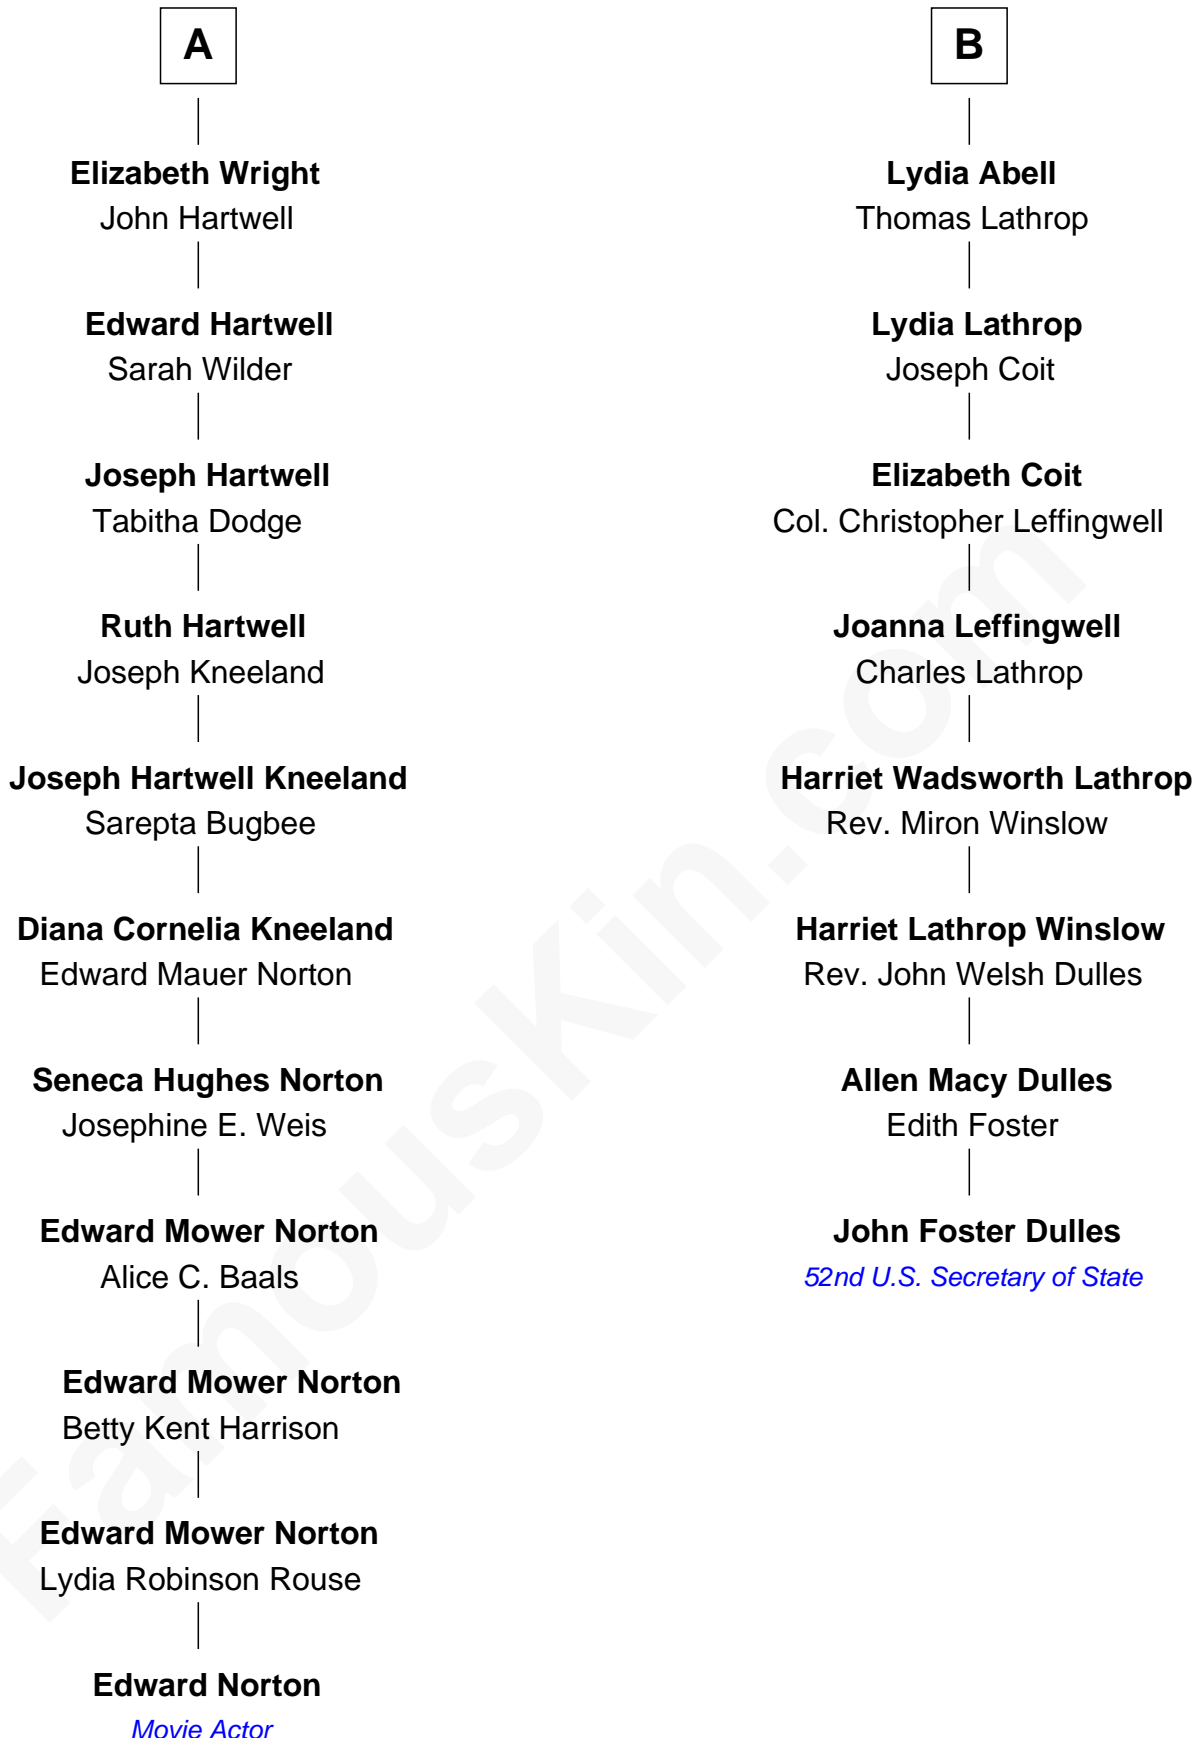 A
Elizabeth Wright
John Hartwell
Edward Hartwell
Sarah Wilder
Joseph Hartwell
Tabitha Dodge
Ruth Hartwell
Joseph Kneeland
Joseph Hartwell Kneeland
Sarepta Bugbee
Diana Cornelia Kneeland
Edward Mauer Norton
Seneca Hughes Norton
Josephine E. Weis
Edward Mower Norton
Alice C. Baals
Edward Mower Norton
Betty Kent Harrison
Edward Mower Norton
Lydia Robinson Rouse
Edward Norton
Movie Actor
B
Lydia Abell
Thomas Lathrop
Lydia Lathrop
Joseph Coit
Elizabeth Coit
Col. Christopher Leffingwell
Joanna Leffingwell
Charles Lathrop
Harriet Wadsworth Lathrop
Rev. Miron Winslow
Harriet Lathrop Winslow
Rev. John Welsh Dulles
Allen Macy Dulles
Edith Foster
John Foster Dulles
52nd U.S. Secretary of State
FamousKin.com